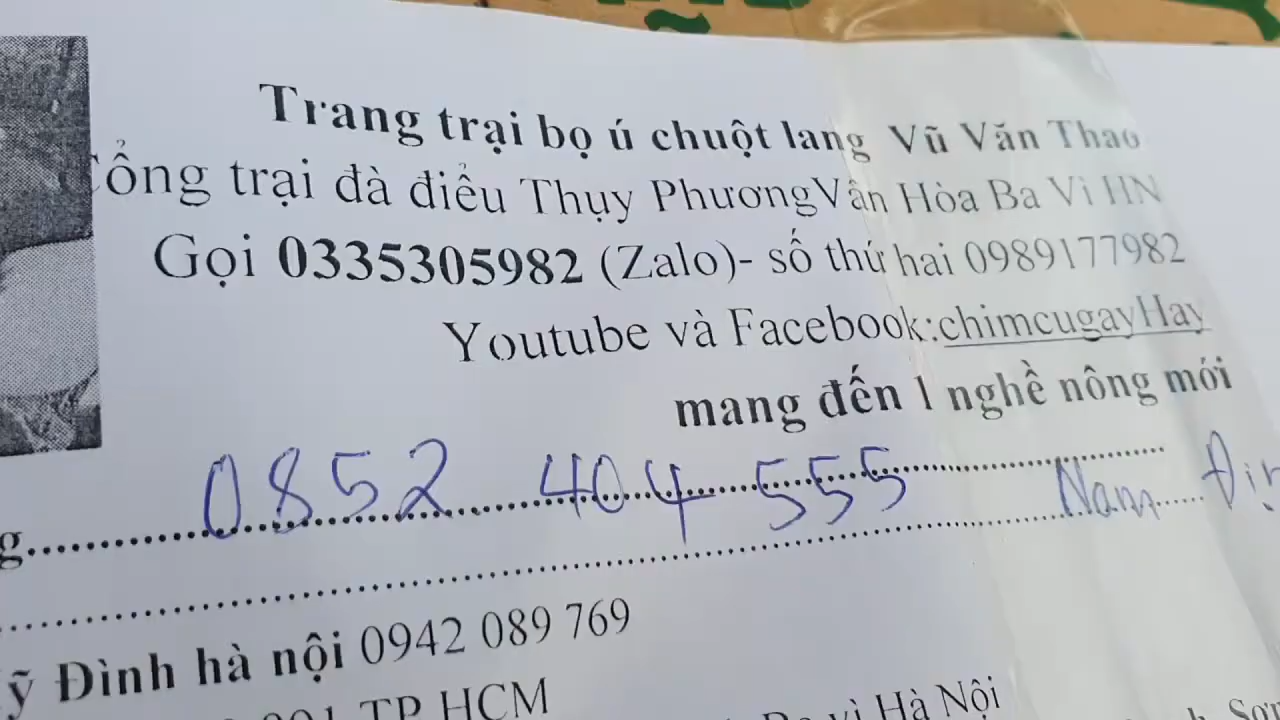 Trang trại bọ ú chuột lang Vũ Văn Thao
Cổng trại đà điểu Thụy PhươngVân Hòa Ba Vì HN
Gọi 0335305982 (Zalo)- số thứ hai 0989177982
Youtube và Facebook:chimcugayHay
mang đến 1 nghề nông mới
0852 404 555 Nam
Đình hà nội 0942 089 769
TP HCM
vì Hà Nội